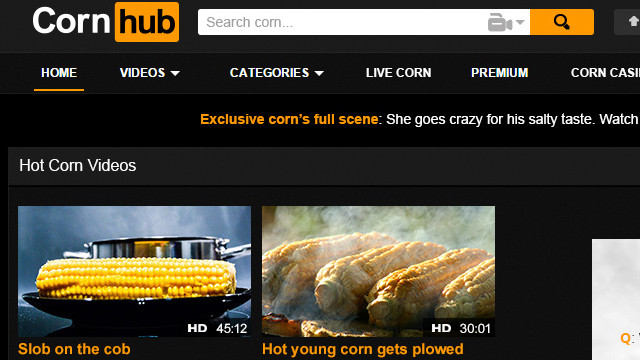 Corn hub
Search corn...
HOME VIDEOS CATEGORIES LIVE CORN PREMIUM CORN CASI
Exclusive corn’s full scene: She goes crazy for his salty taste. Watch
Hot Corn Videos
HD 45:12
HD 30:01
Slob on the cob
Hot young corn gets plowed
Q: